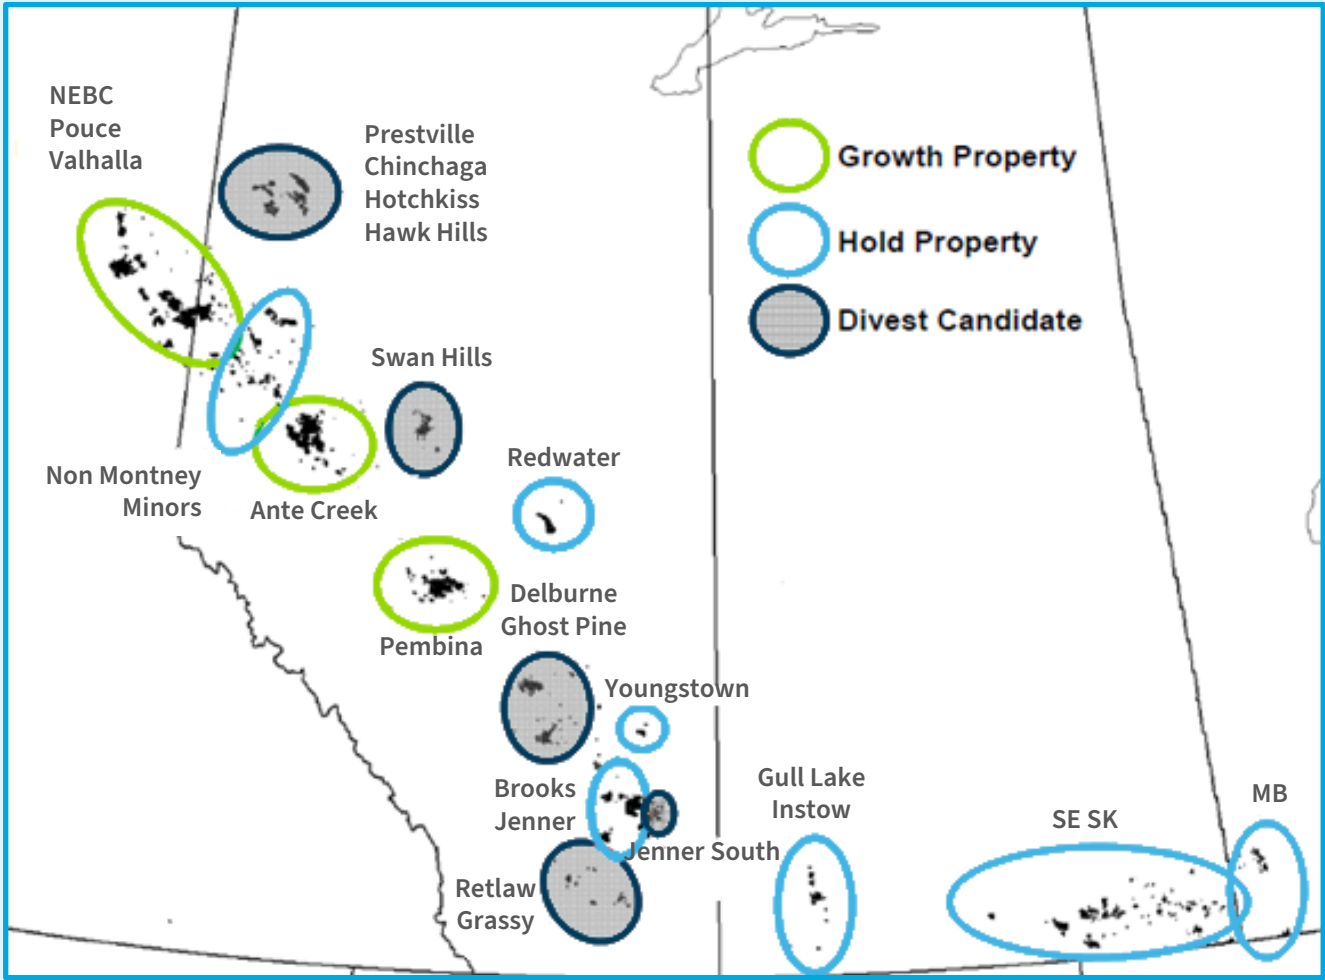 NEBC
Pouce
Valhalla
Prestville
Chinchaga
Hotchkiss
Hawk Hills
Growth Property
Hold Property
Divest Candidate
Swan Hills
Non Montney
Minors
Ante Creek
Redwater
Pembina
Delburne
Ghost Pine
Youngstown
Brooks
Jenner
Jenner South
Retlaw
Grassy
Gull Lake
Instow
SE SK
MB